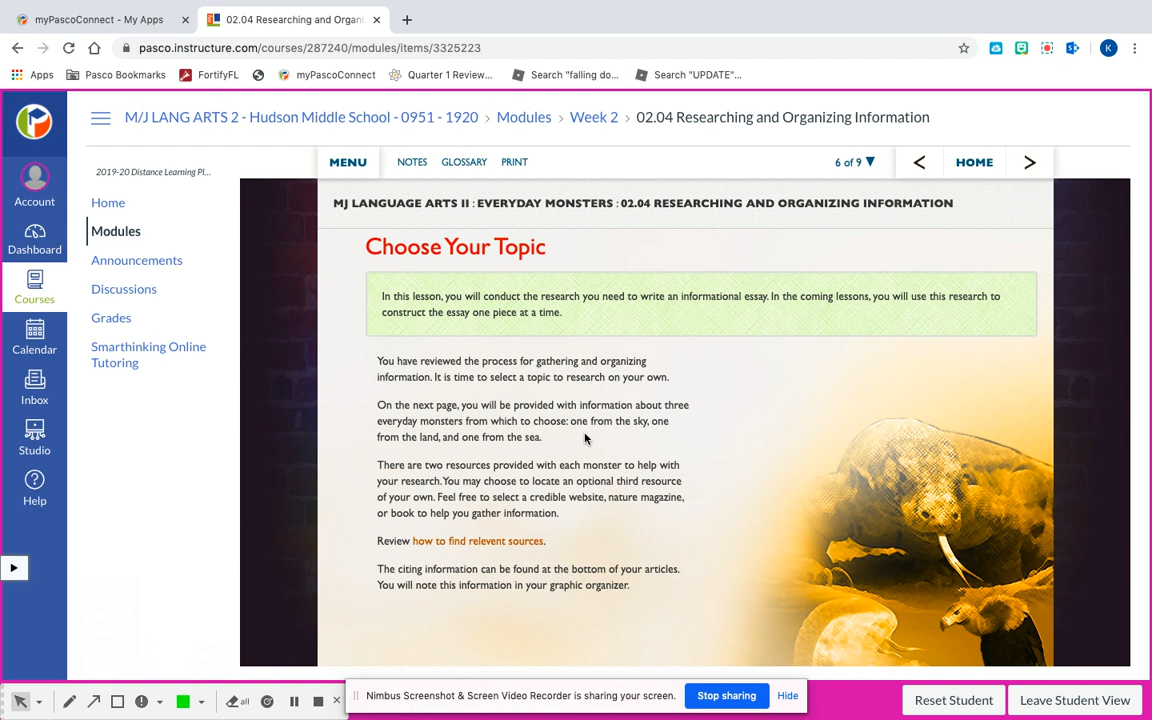 myPascoConnect - My Apps
02.04 Researching and Organi
pasco.instructure.com/courses/287240/modules/items/3325223
K
Apps
Pasco Bookmarks
FortifyFL
myPascoConnect
Quarter 1 Review...
Search "falling do...
Search "UPDATE"...
M/J LANG ARTS 2 - Hudson Middle School - 0951 - 1920 › Modules › Week 2 › 02.04 Researching and Organizing Information
2019-20 Distance Learning Pl...
Account
Dashboard
Courses
Calendar
Inbox
Studio
Help
Home
Modules
Announcements
Discussions
Grades
Smarthinking Online
Tutoring
MENU
NOTES
GLOSSARY
PRINT
6 of 9 ▼
<
HOME
>
MJ LANGUAGE ARTS II : EVERYDAY MONSTERS : 02.04 RESEARCHING AND ORGANIZING INFORMATION
Choose Your Topic
In this lesson, you will conduct the research you need to write an informational essay. In the coming lessons, you will use this research to
construct the essay one piece at a time.
You have reviewed the process for gathering and organizing
information. It is time to select a topic to research on your own.
On the next page, you will be provided with information about three
everyday monsters from which to choose: one from the sky, one
from the land, and one from the sea.
There are two resources provided with each monster to help with
your research. You may choose to locate an optional third resource
of your own. Feel free to select a credible website, nature magazine,
or book to help you gather information.
Review how to find relevent sources.
The citing information can be found at the bottom of your articles.
You will note this information in your graphic organizer.
all
Nimbus Screenshot & Screen Video Recorder is sharing your screen.
Stop sharing
Hide
Reset Student
Leave Student View